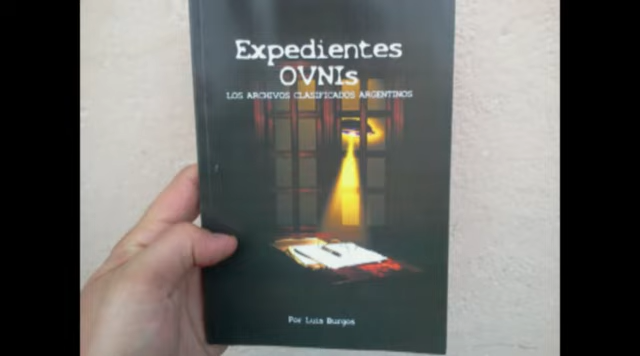 Expedientes
OVNIs
LOS ARCHIVOS CLASIFICADOS ARGENTINOS
Por Luis Burgos